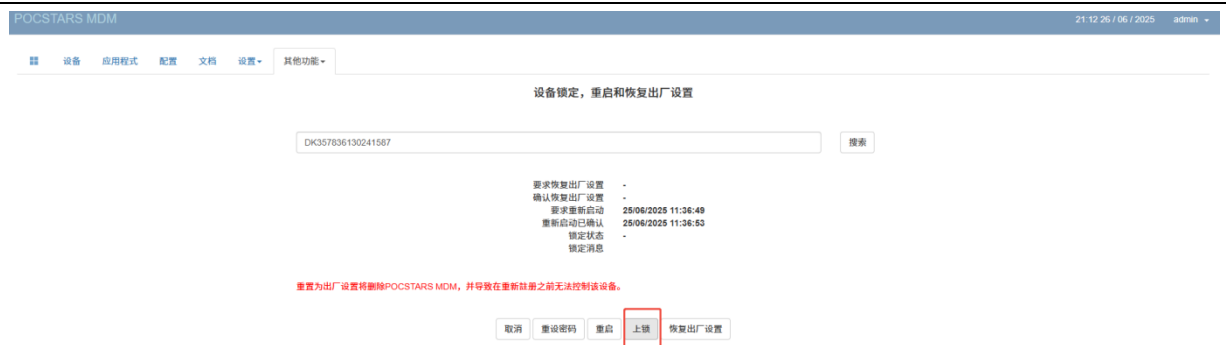 POCSTARS MDM 21:12 26 / 06 / 2025 admin
设备 应用程式 配置 文档 设置 其他功能
设备锁定，重启和恢复出厂设置
DK357836130241587 搜索
要求恢复出厂设置 -
确认恢复出厂设置 -
要求重新启动 25/06/2025 11:36:49
重新启动已确认 25/06/2025 11:36:53
锁定状态 -
锁定消息
重置为出厂设置将删除POCSTARS MDM，并导致在重新註册之前无法控制该设备。
取消 重设密码 重启 上锁 恢复出厂设置